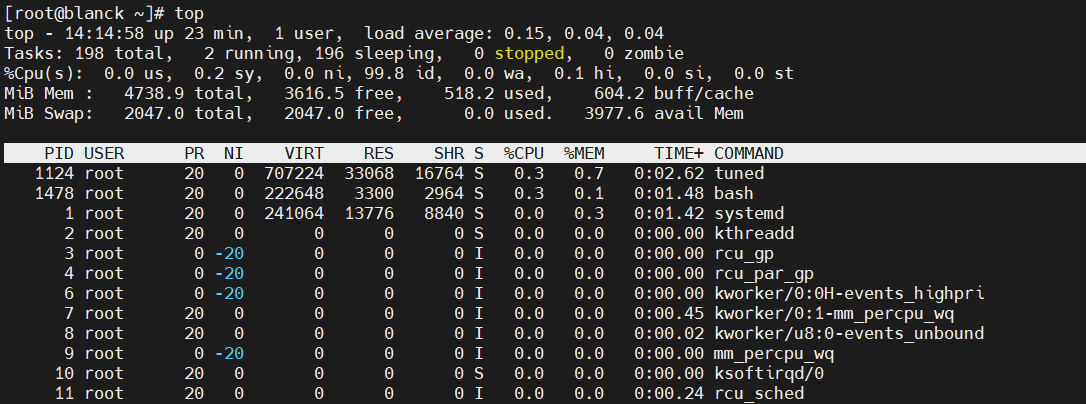 [root@blanck ~]# top
top - 14:14:58 up 23 min,  1 user,  load average: 0.15, 0.04, 0.04
Tasks: 198 total,   2 running, 196 sleeping,   0 stopped,   0 zombie
%Cpu(s):  0.0 us,  0.2 sy,  0.0 ni, 99.8 id,  0.0 wa,  0.1 hi,  0.0 si,  0.0 st
MiB Mem :   4738.9 total,   3616.5 free,    518.2 used,    604.2 buff/cache
MiB Swap:   2047.0 total,   2047.0 free,      0.0 used.   3977.6 avail Mem
    PID USER      PR  NI    VIRT    RES    SHR S  %CPU  %MEM     TIME+ COMMAND
   1124 root      20   0  707224  33068  16764 S   0.3   0.7   0:02.62 tuned
   1478 root      20   0  222648   3300   2964 S   0.3   0.1   0:01.48 bash
      1 root      20   0  241064  13776   8840 S   0.0   0.3   0:01.42 systemd
      2 root      20   0       0      0      0 S   0.0   0.0   0:00.00 kthreadd
      3 root       0 -20       0      0      0 I   0.0   0.0   0:00.00 rcu_gp
      4 root       0 -20       0      0      0 I   0.0   0.0   0:00.00 rcu_par_gp
      6 root       0 -20       0      0      0 I   0.0   0.0   0:00.00 kworker/0:0H-events_highpri
      7 root      20   0       0      0      0 I   0.0   0.0   0:00.45 kworker/0:1-mm_percpu_wq
      8 root      20   0       0      0      0 I   0.0   0.0   0:00.02 kworker/u8:0-events_unbound
      9 root       0 -20       0      0      0 I   0.0   0.0   0:00.00 mm_percpu_wq
     10 root      20   0       0      0      0 S   0.0   0.0   0:00.00 ksoftirqd/0
     11 root      20   0       0      0      0 I   0.0   0.0   0:00.24 rcu_sched